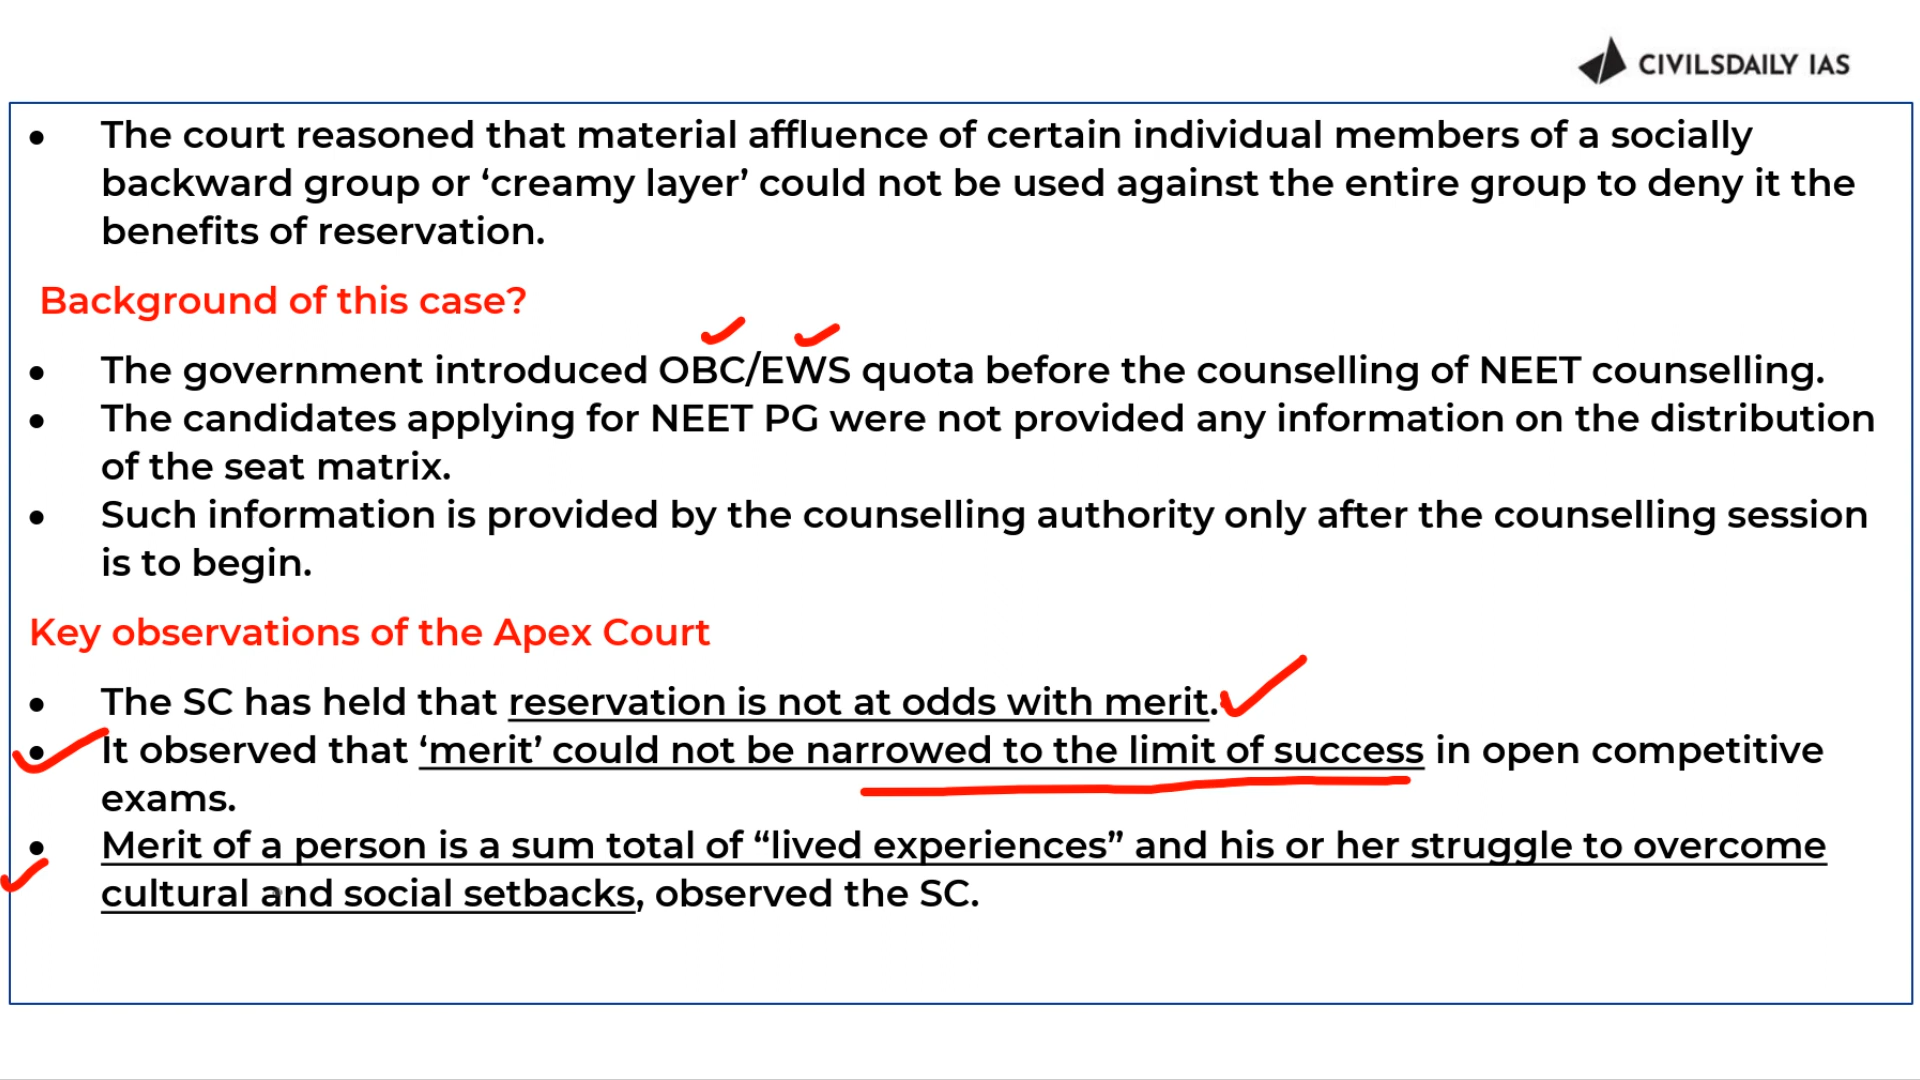 CIVILSDAILY IAS
• The court reasoned that material affluence of certain individual members of a socially
backward group or ‘creamy layer’ could not be used against the entire group to deny it the
benefits of reservation.
Background of this case?
• The government introduced OBC/EWS quota before the counselling of NEET counselling.
• The candidates applying for NEET PG were not provided any information on the distribution
of the seat matrix.
• Such information is provided by the counselling authority only after the counselling session
is to begin.
Key observations of the Apex Court
• The SC has held that reservation is not at odds with merit.
• It observed that ‘merit’ could not be narrowed to the limit of success in open competitive
exams.
• Merit of a person is a sum total of “lived experiences” and his or her struggle to overcome
cultural and social setbacks, observed the SC.